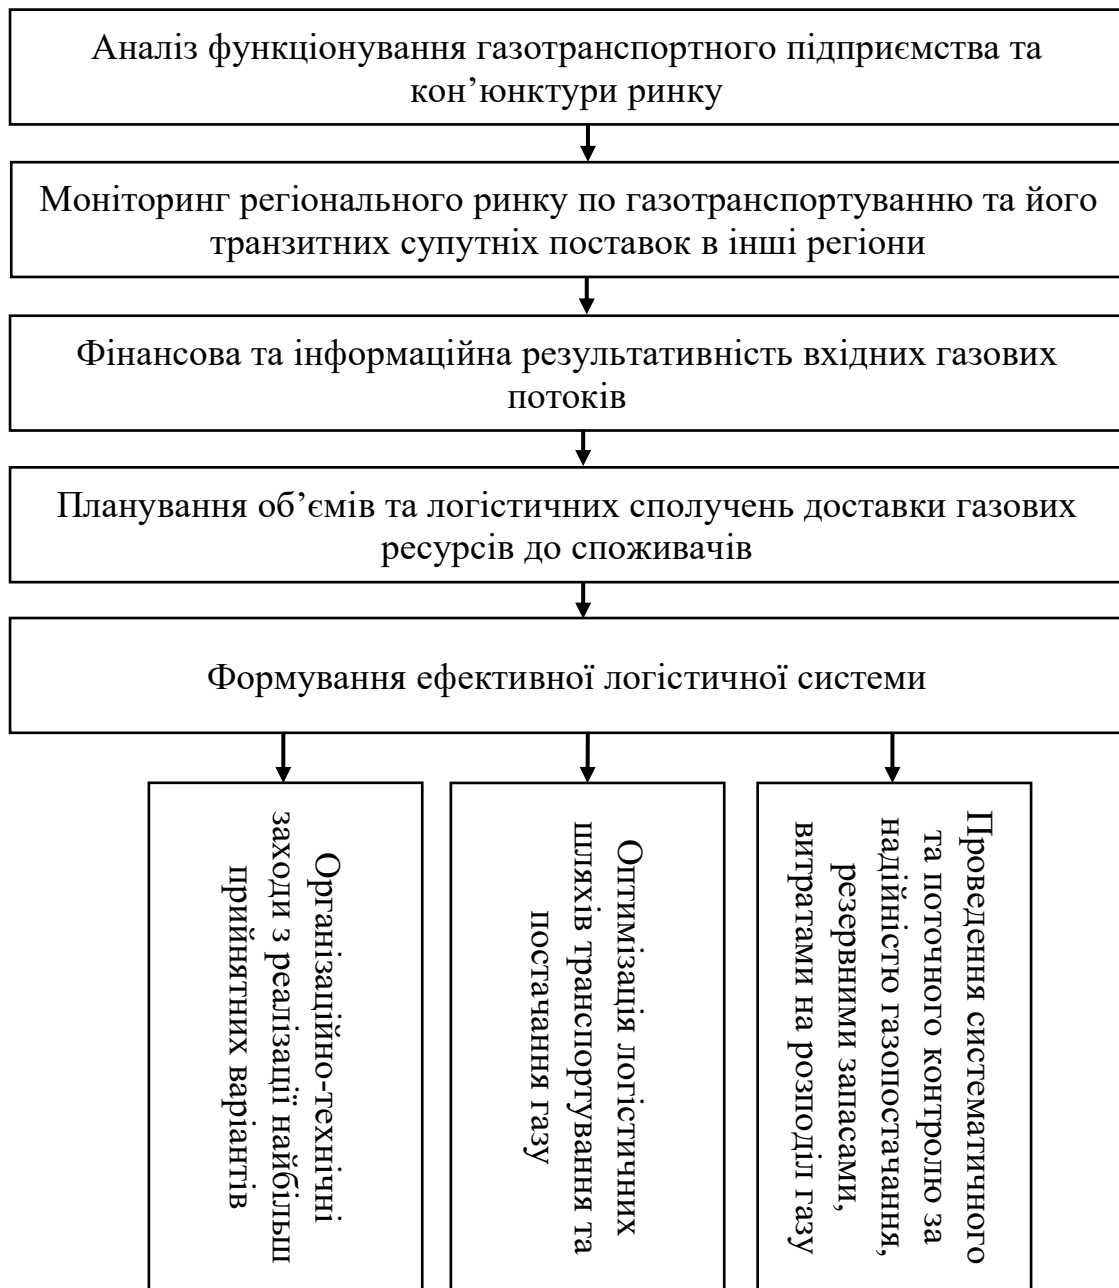 Аналіз функціонування газотранспортного підприємства та
кон’юнктури ринку
Моніторинг регіонального ринку по газотранспортуванню та його
транзитних супутніх поставок в інші регіони
Фінансова та інформаційна результативність вхідних газових
потоків
Планування об’ємів та логістичних сполучень доставки газових
ресурсів до споживачів
Формування ефективної логістичної системи
Організаційно-технічні
заходи з реалізації найбільш
прийнятних варіантів
Оптимізація логістичних
шляхів транспортування та
постачання газу
Проведення систематичного
та поточного контролю за
надійністю газопостачання,
резервними запасами,
витратами на розподіл газу